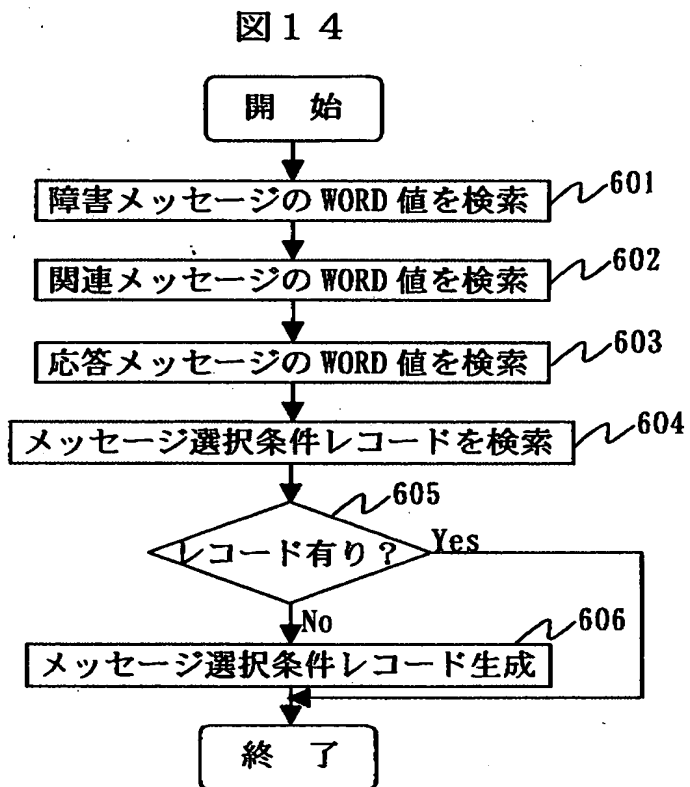 図14
開 始
障害メッセージのWORD値を検索
601
関連メッセージのWORD値を検索
602
応答メッセージのWORD値を検索
603
メッセージ選択条件レコードを検索
604
605
レコード有り?
Yes
No
606
メッセージ選択条件レコード生成
終 了